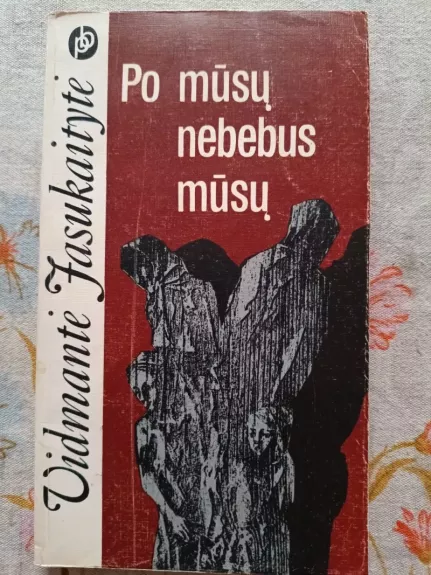 Vidmantė Jasukaitytė
Po mūsų
nebebus
mūsų